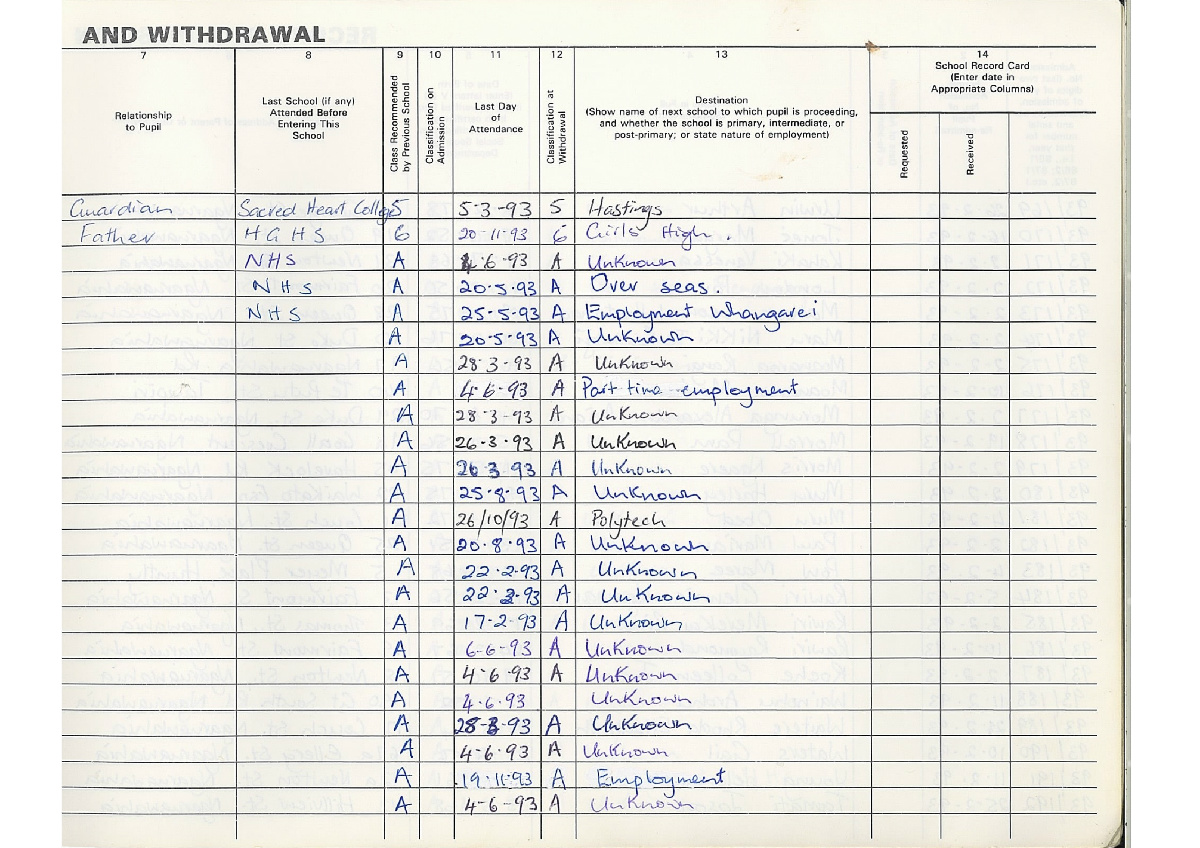 AND WITHDRAWAL
7 8 9 10 11 12 13 14
Relationship to Pupil
Last School (if any) Attended Before Entering This School
Class Recommended by Previous School
Classification on Admission
Last Day of Attendance
Classification at Withdrawal
Destination
(Show name of next school to which pupil is proceeding, and whether the school is primary, intermediate, or post-primary; or state nature of employment)
School Record Card
(Enter date in Appropriate Columns)
Requested
Received
Guardian Sacred Heart College 5 5-3-93 5 Hastings
Father H G H S 6 20-11-93 6 Girls High.
NHS A 4-6-93 A Unknown
N H S A 20-5-93 A Over seas.
N H S A 25-5-93 A Employment Whangarei
A 20-5-93 A Unknown
A 28-3-93 A Unknown
A 4-6-93 A Part time employment
A 28-3-93 A Unknown
A 26-3-93 A Unknown
A 26 3 93 A Unknown
A 25-8-93 A Unknown
A 26/10/93 A Polytech
A 20-8-93 A Unknown
A 22-2-93 A Unknown
A 22-2-93 A Unknown
A 17-2-93 A Unknown
A 6-6-93 A Unknown
A 4-6-93 A Unknown
A 4-6-93 Unknown
A 28-3-93 A Unknown
A 4-6-93 A Unknown
A 19-11-93 A Employment
A 4-6-93 A Unknown